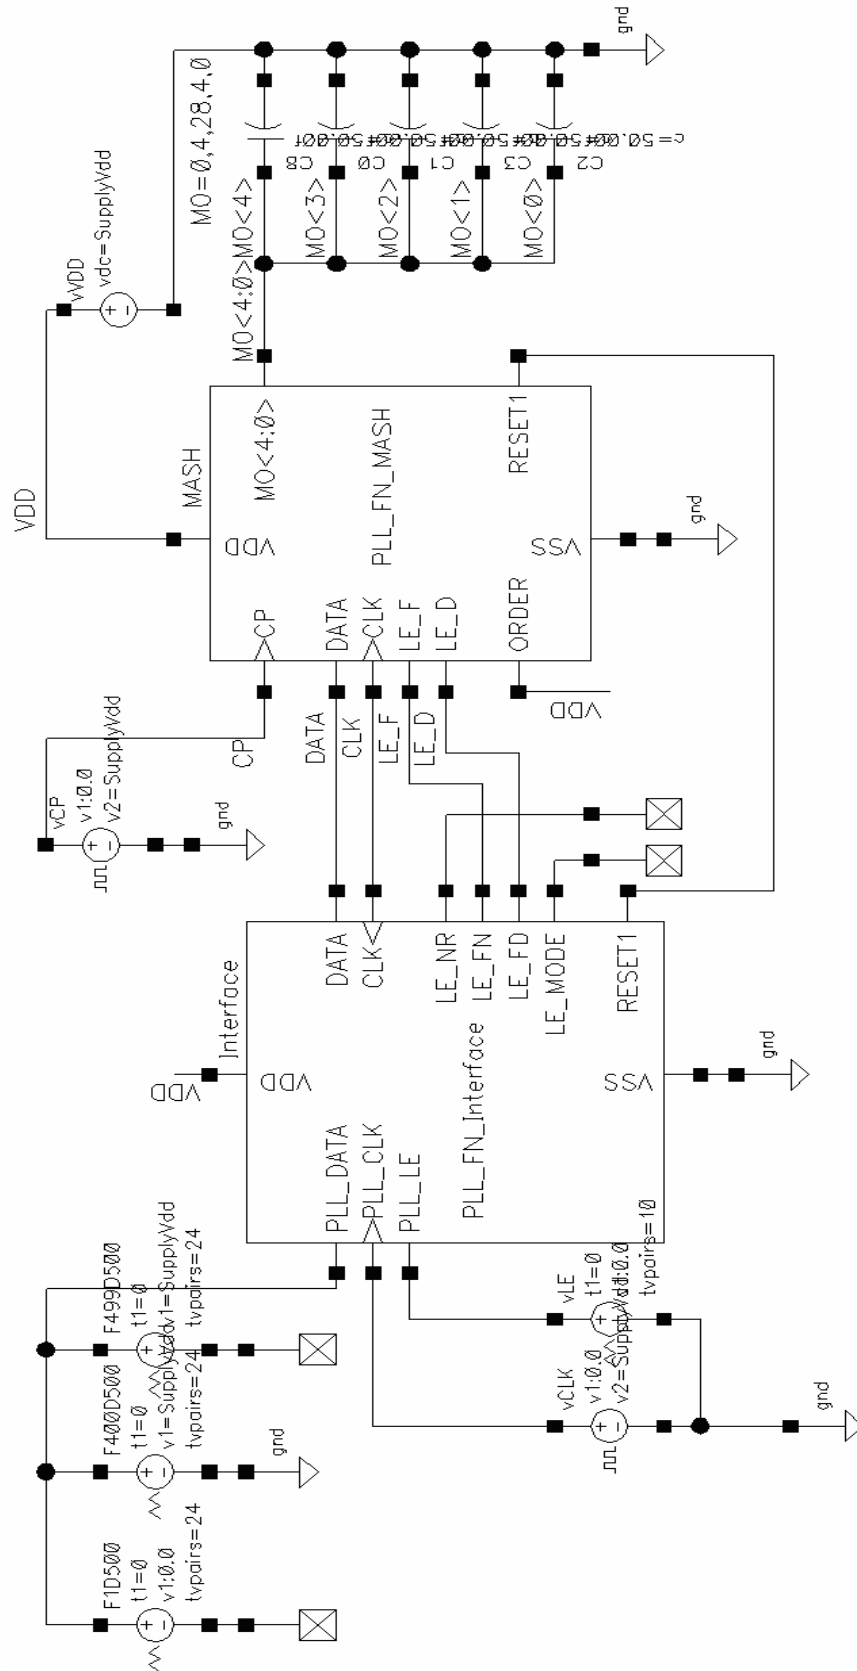 gnd
MO=0,4,28,4,0
C8
C0
C1
C3
C2
MO<4>
MO<3>
MO<2>
MO<1>
MO<0>
MO<4:0>
vVDD
vdc=SupplyVdd
VDD
MASH
MO<4:0>
PLL_FN_MASH
RESET1
VDD
VSS
gnd
CP
DATA
CLK
LE_F
LE_D
ORDER
VDD
CP
DATA
CLK
LE_F
LE_D
vCP
v1:0.0
v2=SupplyVdd
gnd
Interface
VDD
DATA
CLK
LE_NR
LE_FN
LE_FD
LE_MODE
RESET1
VDD
PLL_FN_Interface
VSS
gnd
PLL_DATA
PLL_CLK
PLL_LE
F499D500
t1=0
v1=SupplyVdd
tvpairs=24
F400D500
t1=0
v1=SupplyVdd
tvpairs=24
gnd
F1D500
t1=0
v1:0.0
tvpairs=24
vLE
t1=0
tvpairs=10
vCLK
v1:0.0
v2=SupplyVdd
gnd